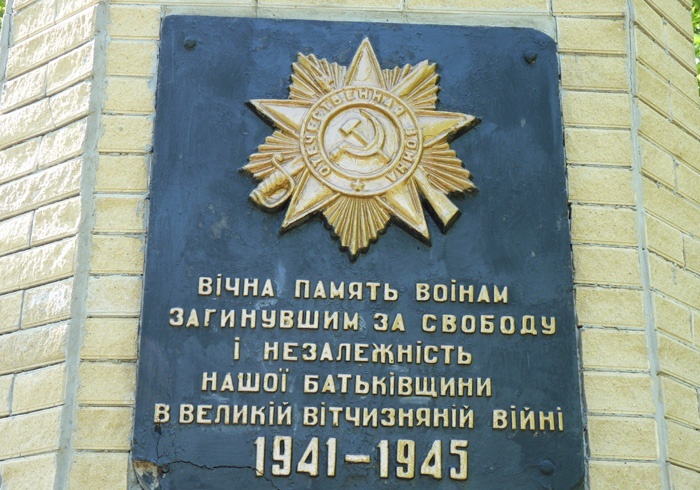 ОТЕЧЕСТВЕННАЯ ВОЙНА
ВІЧНА ПАМЯТЬ ВОІНАМ
ЗАГИНУВШИМ ЗА СВОБОДУ
І НЕЗАЛЕЖНІСТЬ
НАШОЇ БАТЬКІВЩИНИ
В ВЕЛИКІЙ ВІТЧИЗНЯНІЙ ВІЙНІ
1941-1945